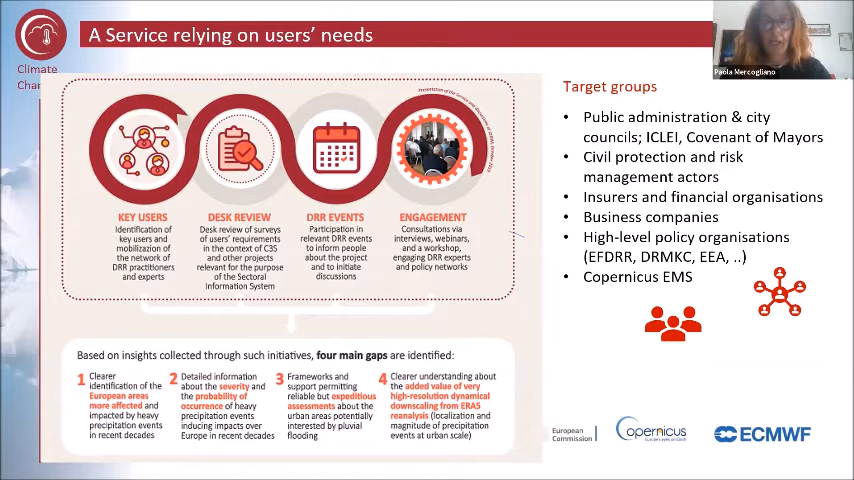 A Service relying on users' needs
Climate
Chan
Paola Mercogliano
KEY USERS
Identification of
key users and
mobilization of
the network of
DRR practitioners
and experts
DESK REVIEW
Desk review of surveys
of users' requirements
in the context of C3S
and other projects
relevant for the purpose
of the Sectoral
Information System
DRR EVENTS
Participation in
relevant DRR events
to inform people
about the project
and to initiate
discussions
ENGAGEMENT
Consultations via
interviews, webinars,
and a workshop,
engaging DRR experts
and policy networks
Based on insights collected through such initiatives, four main gaps are identified:
1 Clearer
identification of the
European areas
more affected and
impacted by heavy
precipitation events
in recent decades
2 Detailed information
about the severity and
the probability of
occurrence of heavy
precipitation events
inducing impacts over
Europe in recent decades
3 Frameworks and
support permitting
reliable but expeditious
assessments about the
urban areas potentially
interested by pluvial
flooding
4 Clearer understanding about
the added value of very
high-resolution dynamical
downscaling from ERA5
reanalysis (localization and
magnitude of precipitation
events at urban scale)
Target groups
• Public administration & city
councils; ICLEI, Covenant of Mayors
• Civil protection and risk
management actors
• Insurers and financial organisations
• Business companies
• High-level policy organisations
(EFDRR, DRMKC, EEA, ..)
• Copernicus EMS
European
Commission
Copernicus
Europe's eyes on Earth
ECMWF